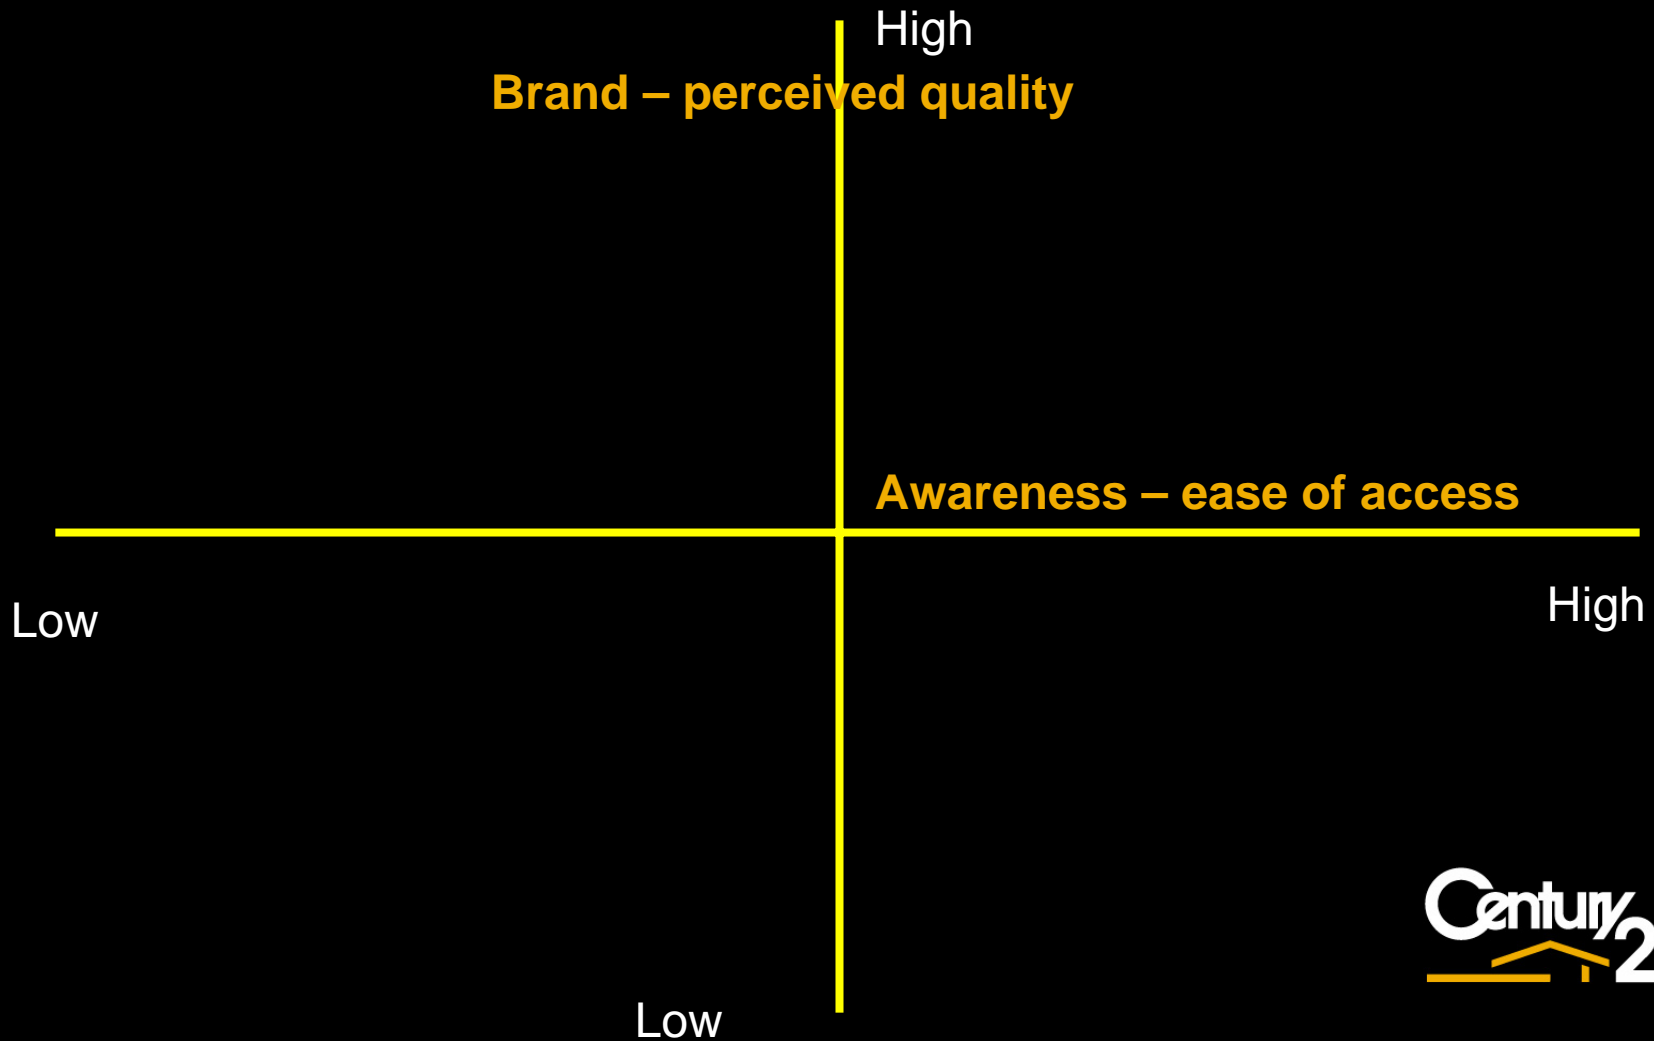 High
Brand – perceived quality
Awareness – ease of access
Low
High
Century 2
Low